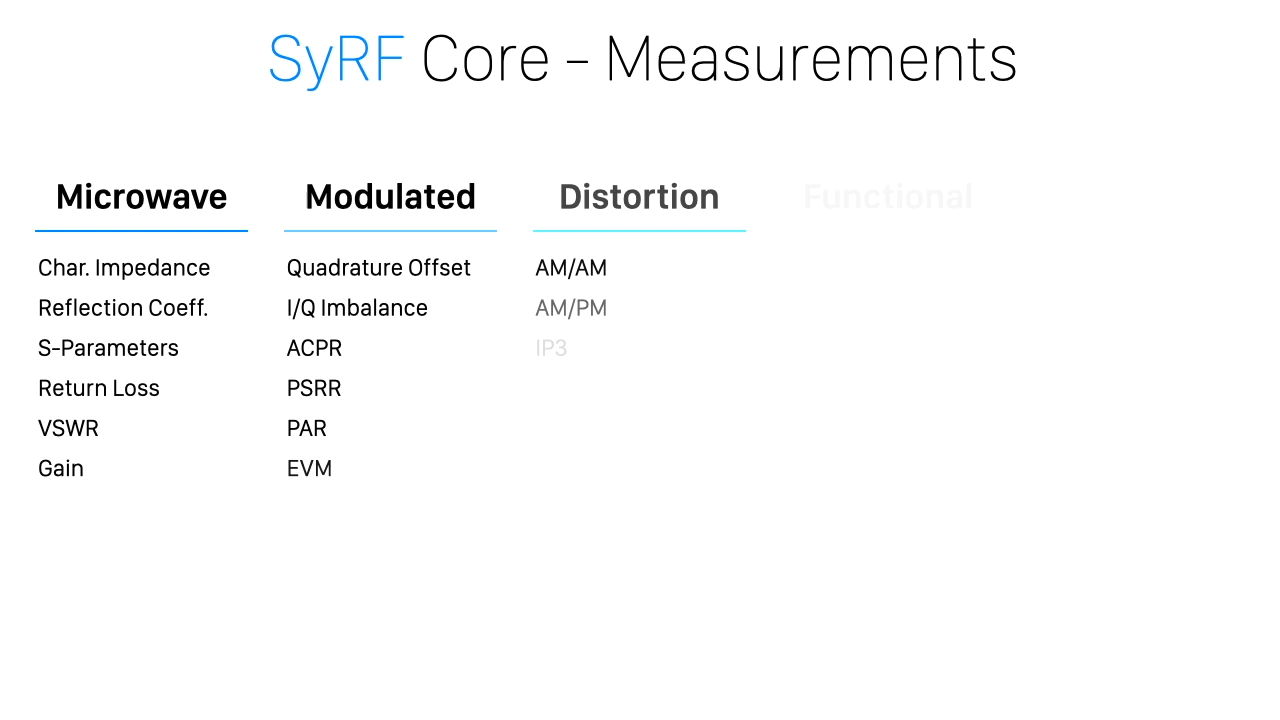 SyRF Core - Measurements
Microwave
Char. Impedance
Reflection Coeff.
S-Parameters
Return Loss
VSWR
Gain
Modulated
Quadrature Offset
I/Q Imbalance
ACPR
PSRR
PAR
EVM
Distortion
AM/AM
AM/PM
IP3
Functional